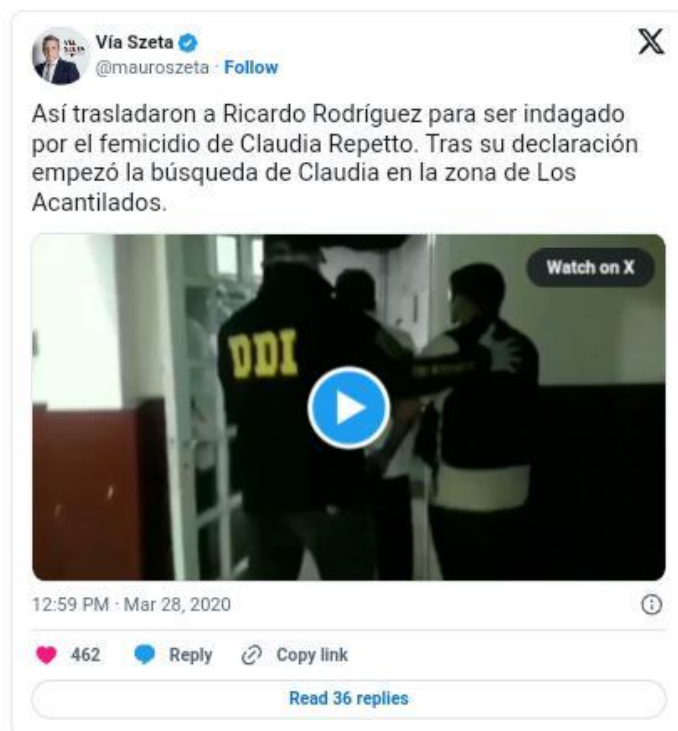 Vía Szeta
@mauroszeta · Follow
Así trasladaron a Ricardo Rodríguez para ser indagado
por el femicidio de Claudia Repetto. Tras su declaración
empezó la búsqueda de Claudia en la zona de Los
Acantilados.
Watch on X
DDI
12:59 PM · Mar 28, 2020
462 Reply Copy link
Read 36 replies